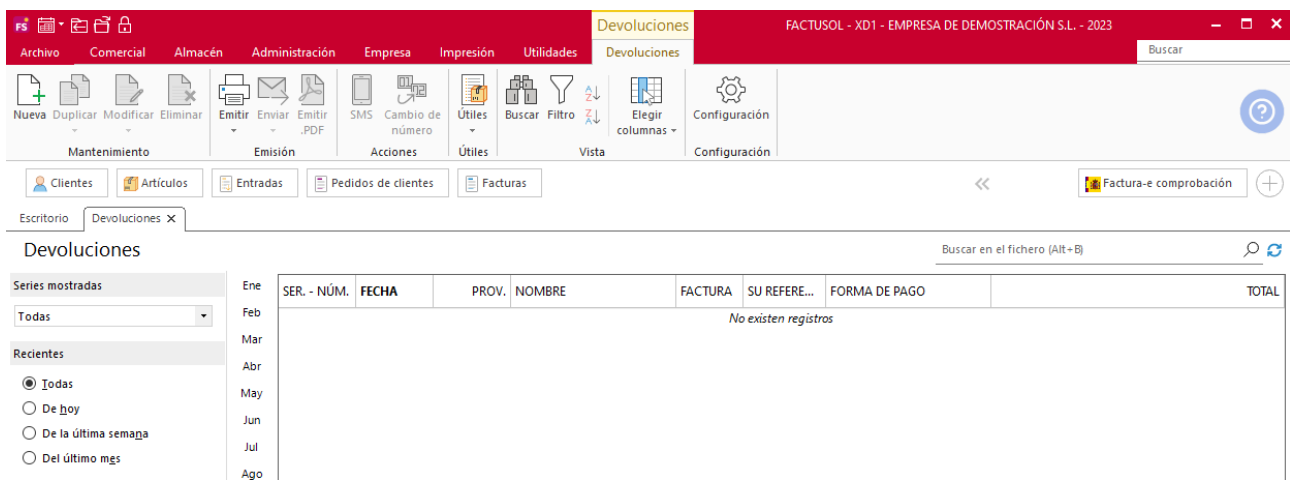 FS
Devoluciones
FACTUSOL - XD1 - EMPRESA DE DEMOSTRACIÓN S.L. - 2023
Archivo Comercial Almacén Administración Empresa Impresión Utilidades Devoluciones Buscar
Nueva Duplicar Modificar Eliminar Emitir Enviar Emitir .PDF SMS Cambio de número Útiles Buscar Filtro Elegir columnas Configuración
Mantenimiento Emisión Acciones Útiles Vista Configuración
Clientes Artículos Entradas Pedidos de clientes Facturas Factura-e comprobación
Escritorio Devoluciones
Devoluciones Buscar en el fichero (Alt+B)
Series mostradas
Todas
Recientes
Todas
De hoy
De la última semana
Del último mes
Ene
Feb
Mar
Abr
May
Jun
Jul
Ago
SER. - NÚM. FECHA PROV. NOMBRE FACTURA SU REFERE... FORMA DE PAGO TOTAL
No existen registros